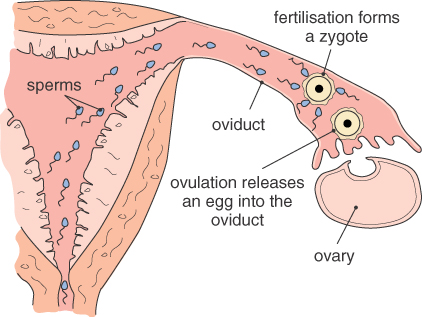 fertilisation forms
a zygote
sperms
oviduct
ovulation releases
an egg into the
oviduct
ovary